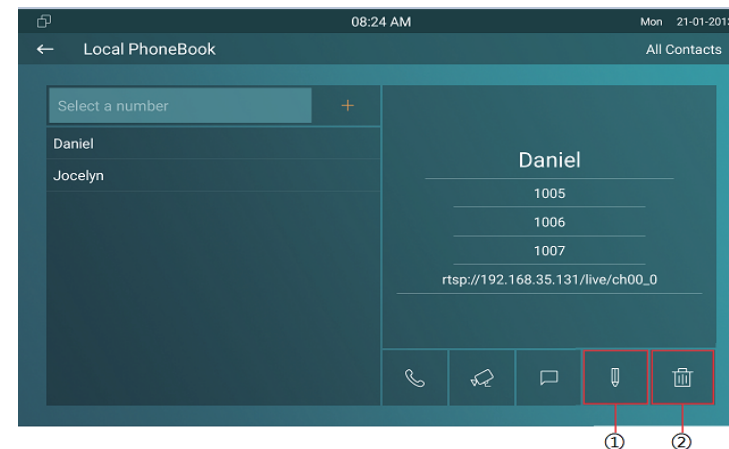 08:24 AM
Mon 21-01-201
Local PhoneBook
All Contacts
Select a number
+
Daniel
Jocelyn
Daniel
1005
1006
1007
rtsp://192.168.35.131/live/ch00_0
① ②